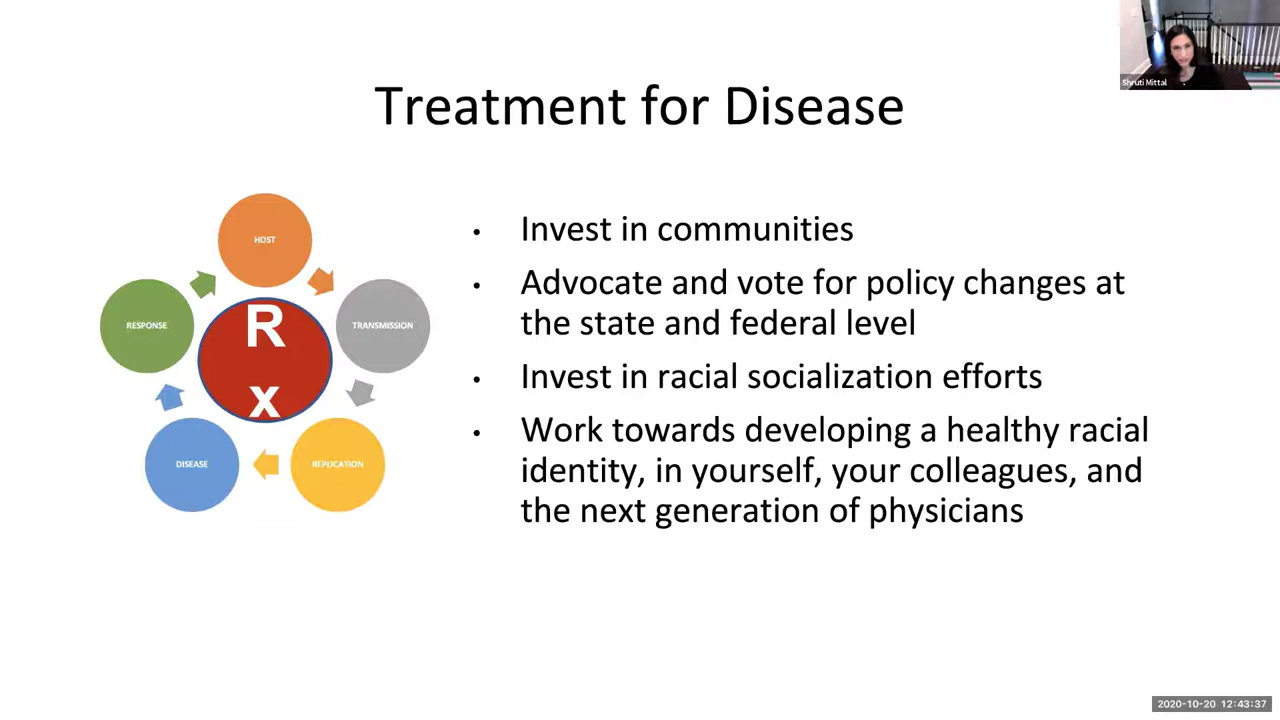 Shruti Mittal
Treatment for Disease
HOST
RESPONSE
TRANSMISSION
R
x
DISEASE
REPLICATION
• Invest in communities
• Advocate and vote for policy changes at
the state and federal level
• Invest in racial socialization efforts
• Work towards developing a healthy racial
identity, in yourself, your colleagues, and
the next generation of physicians
2020-10-20 12:43:37